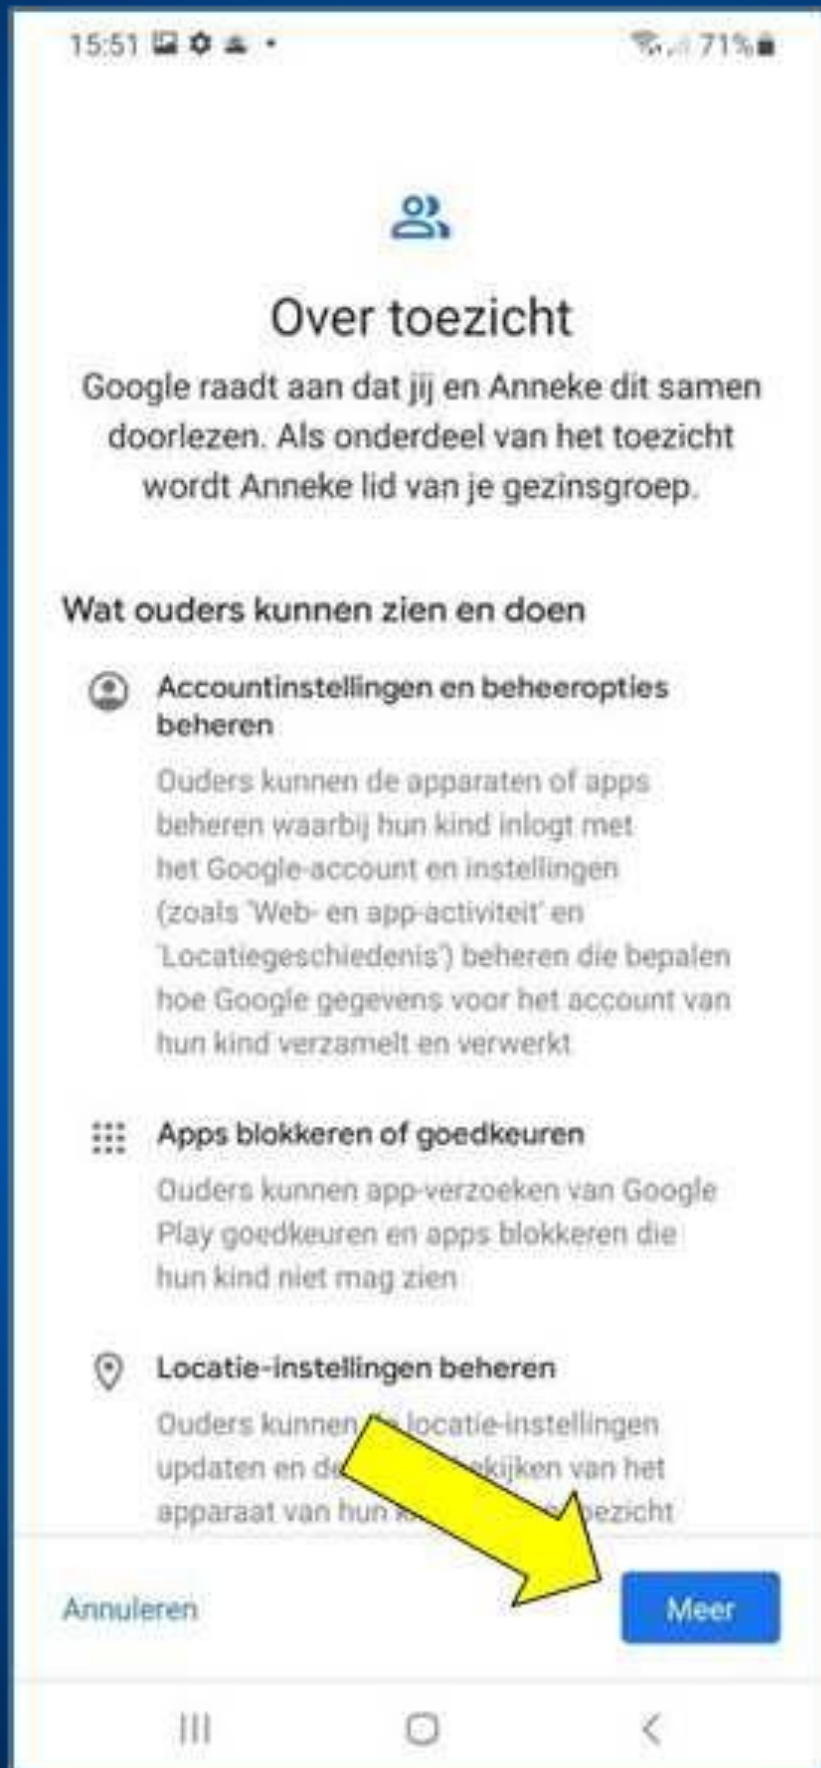 15:51
71%
Over toezicht
Google raadt aan dat jij en Anneke dit samen
doorlezen. Als onderdeel van het toezicht
wordt Anneke lid van je gezinsgroep.
Wat ouders kunnen zien en doen
Accountinstellingen en beheeropties
beheren
Ouders kunnen de apparaten of apps
beheren waarbij hun kind inlogt met
het Google-account en instellingen
(zoals 'Web- en app-activiteit' en
'Locatiegeschiedenis') beheren die bepalen
hoe Google gegevens voor het account van
hun kind verzamelt en verwerkt
Apps blokkeren of goedkeuren
Ouders kunnen app-verzoeken van Google
Play goedkeuren en apps blokkeren die
hun kind niet mag zien
Locatie-instellingen beheren
Ouders kunnen locatie-instellingen
updaten en van het
apparaat van hun
Annuleren
Meer